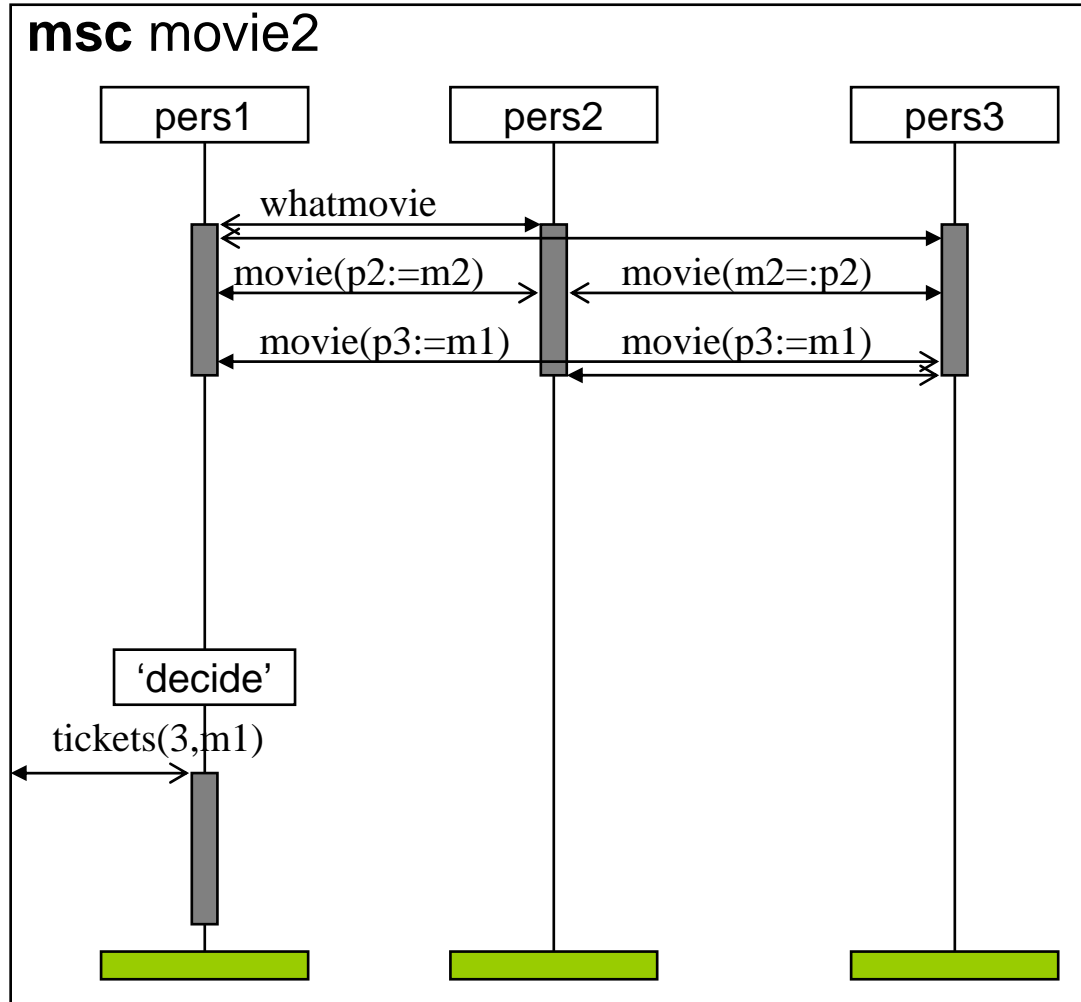 msc movie2
pers1 pers2 pers3
whatmovie
movie(p2:=m2) movie(m2=:p2)
movie(p3:=m1) movie(p3:=m1)
‘decide’
tickets(3,m1)